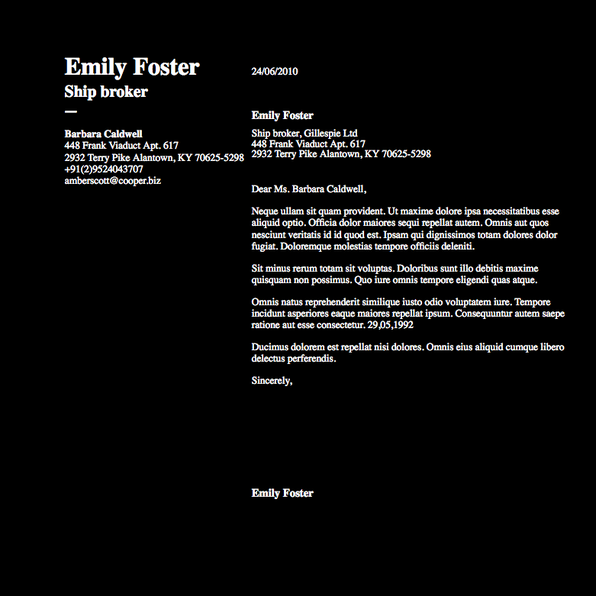 Emily Foster
Ship broker
—
Barbara Caldwell
448 Frank Viaduct Apt. 617
2932 Terry Pike Alantown, KY 70625-5298
+91(2)9524043707
amberscott@cooper.biz
24/06/2010
Emily Foster
Ship broker, Gillespie Ltd
448 Frank Viaduct Apt. 617
2932 Terry Pike Alantown, KY 70625-5298
Dear Ms. Barbara Caldwell,
Neque ullam sit quam provident. Ut maxime dolore ipsa necessitatibus esse
aliquid optio. Officia dolor maiores sequi repellat autem. Omnis aut quos
nesciunt veritatis id id quod est. Ipsam qui dignissimos totam dolores dolor
fugiat. Doloremque molestias tempore officiis deleniti.
Sit minus rerum totam sit voluptas. Doloribus sunt illo debitis maxime
quisquam non possimus. Quo iure omnis tempore eligendi quas atque.
Omnis natus reprehenderit similique iusto odio voluptatem iure. Tempore
incidunt asperiores eaque maiores repellat ipsum. Consequuntur autem saepe
ratione aut esse consectetur. 29,05,1992
Ducimus dolorem est repellat nisi dolores. Omnis eius aliquid cumque libero
delectus perferendis.
Sincerely,
Emily Foster